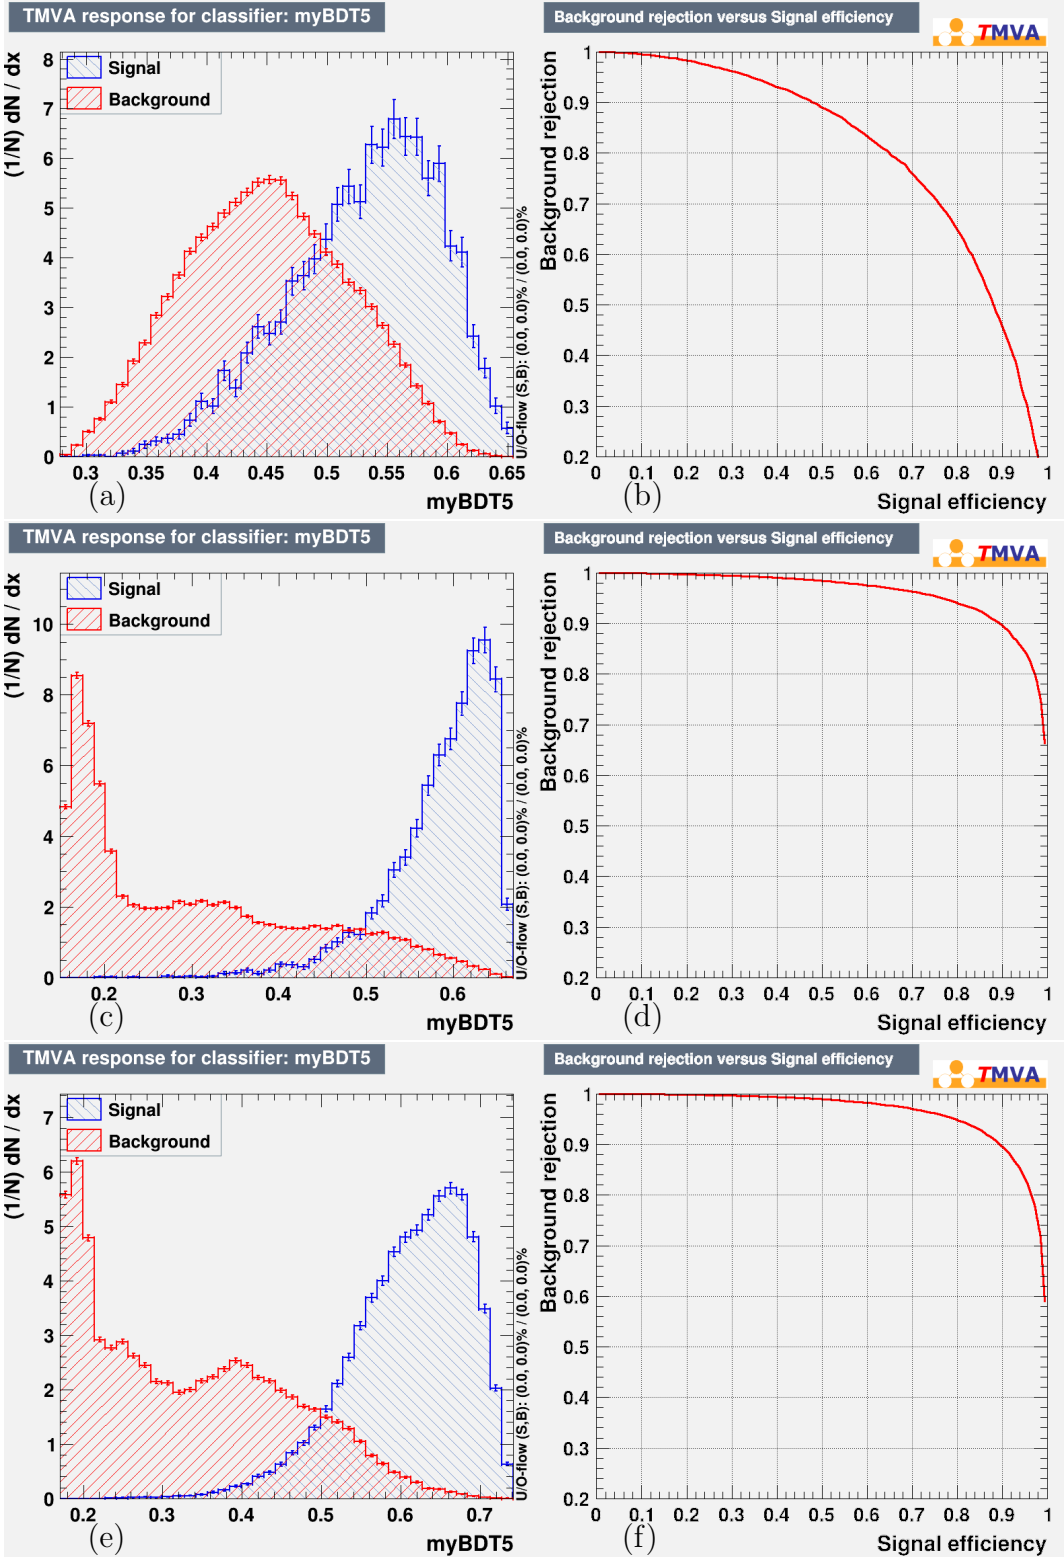 TMVA response for classifier: myBDT5
(1/N) dN / dx
Signal
Background
8
7
6
5
4
3
2
1
0
0.3 0.35 0.4 0.45 0.5 0.55 0.6 0.65
myBDT5
U/O-flow (S,B): (0.0, 0.0)% / (0.0, 0.0)%
(a)
Background rejection versus Signal efficiency
TMVA
Background rejection
1
0.9
0.8
0.7
0.6
0.5
0.4
0.3
0.2
0 0.1 0.2 0.3 0.4 0.5 0.6 0.7 0.8 0.9 1
Signal efficiency
(b)
TMVA response for classifier: myBDT5
(1/N) dN / dx
Signal
Background
10
8
6
4
2
0
0.2 0.3 0.4 0.5 0.6
myBDT5
U/O-flow (S,B): (0.0, 0.0)% / (0.0, 0.0)%
(c)
Background rejection versus Signal efficiency
TMVA
Background rejection
1
0.9
0.8
0.7
0.6
0.5
0.4
0.3
0.2
0 0.1 0.2 0.3 0.4 0.5 0.6 0.7 0.8 0.9 1
Signal efficiency
(d)
TMVA response for classifier: myBDT5
(1/N) dN / dx
Signal
Background
7
6
5
4
3
2
1
0
0.2 0.3 0.4 0.5 0.6 0.7
myBDT5
U/O-flow (S,B): (0.0, 0.0)% / (0.0, 0.0)%
(e)
Background rejection versus Signal efficiency
TMVA
Background rejection
1
0.9
0.8
0.7
0.6
0.5
0.4
0.3
0.2
0 0.1 0.2 0.3 0.4 0.5 0.6 0.7 0.8 0.9 1
Signal efficiency
(f)